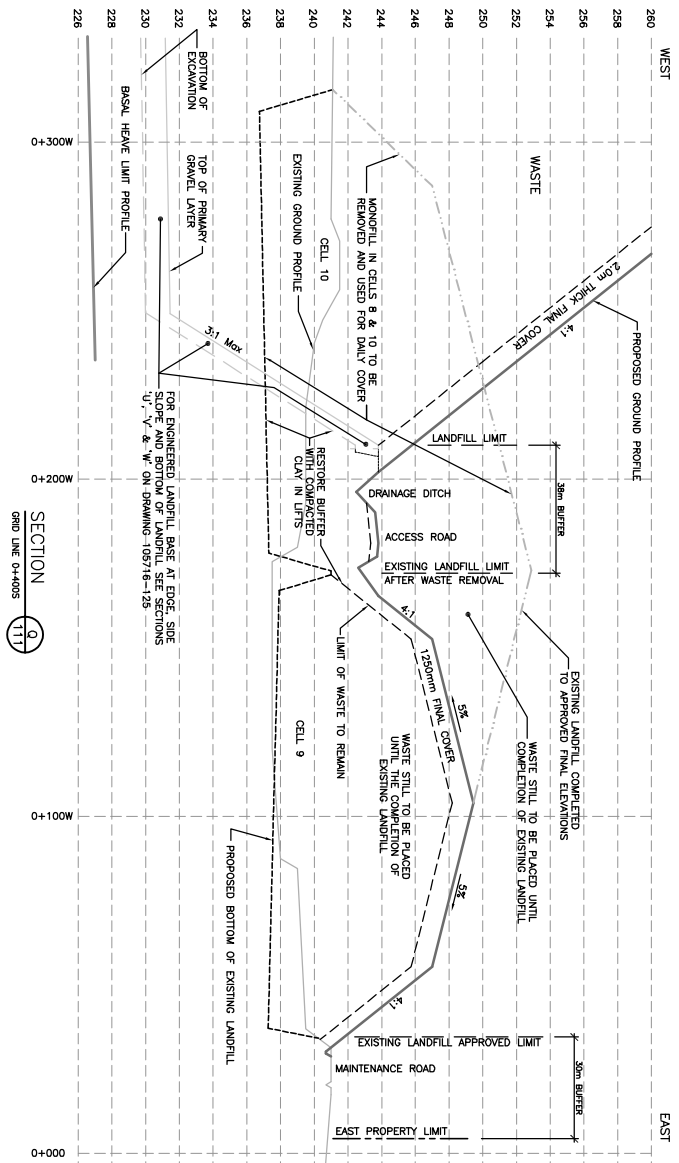 WEST
EAST
260
258
256
254
252
250
248
246
244
242
240
238
236
234
232
230
228
226
0+300W
0+200W
0+100W
0+000
WASTE
PROPOSED GROUND PROFILE
2.0m THICK FINAL
COVER
4:1
LANDFILL LIMIT
38m BUFFER
DRAINAGE DITCH
ACCESS ROAD
EXISTING LANDFILL LIMIT
AFTER WASTE REMOVAL
EXISTING LANDFILL COMPLETED
TO APPROVED FINAL ELEVATIONS
WASTE STILL TO BE PLACED UNTIL
COMPLETION OF EXISTING LANDFILL
4:1
5%
1250mm FINAL COVER
5%
WASTE STILL TO BE PLACED
UNTIL THE COMPLETION OF
EXISTING LANDFILL
4:1
EXISTING LANDFILL APPROVED LIMIT
MAINTENANCE ROAD
30m BUFFER
EAST PROPERTY LIMIT
MONOFILL IN CELLS 8 & 10 TO BE
REMOVED AND USED FOR DAILY COVER
CELL 10
EXISTING GROUND PROFILE
3:1 Max
RESTORE BUFFER
WITH COMPACTED
CLAY IN LIFTS
LIMIT OF WASTE TO REMAIN
CELL 9
PROPOSED BOTTOM OF EXISTING LANDFILL
BOTTOM OF
EXCAVATION
TOP OF PRIMARY
GRAVEL LAYER
BASAL HEAVE LIMIT PROFILE
FOR ENGINEERED LANDFILL BASE AT EDGE, SIDE
SLOPE AND BOTTOM OF LANDFILL SEE SECTIONS
'U', 'V' & 'W' ON DRAWING 105716-125
SECTION
GRID LINE 0+400S
Q
111